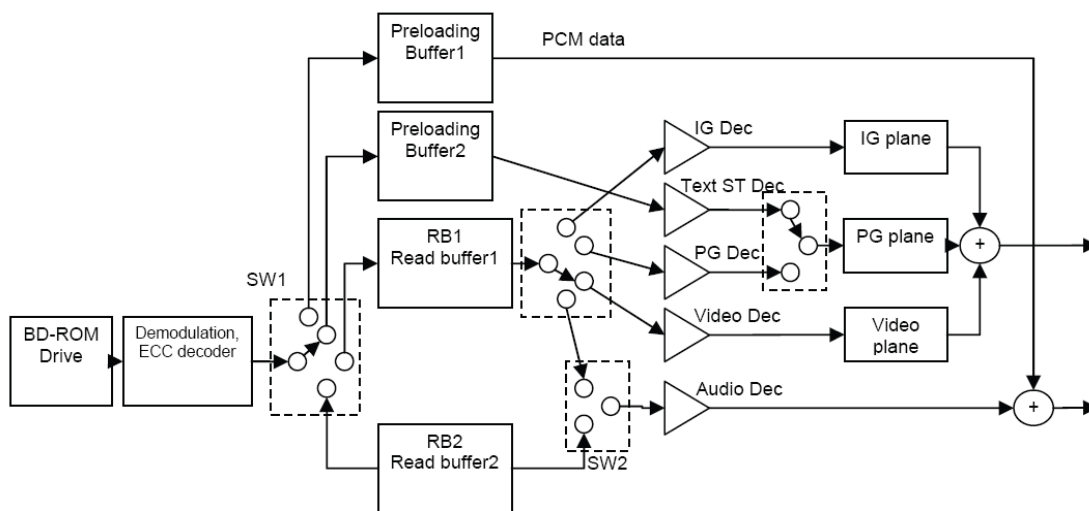 Preloading
Buffer1
PCM data
Preloading
Buffer2
IG Dec
IG plane
Text ST Dec
RB1
Read buffer1
PG Dec
PG plane
+
SW1
BD-ROM
Drive
Demodulation,
ECC decoder
Video Dec
Video
plane
Audio Dec
+
RB2
Read buffer2
SW2